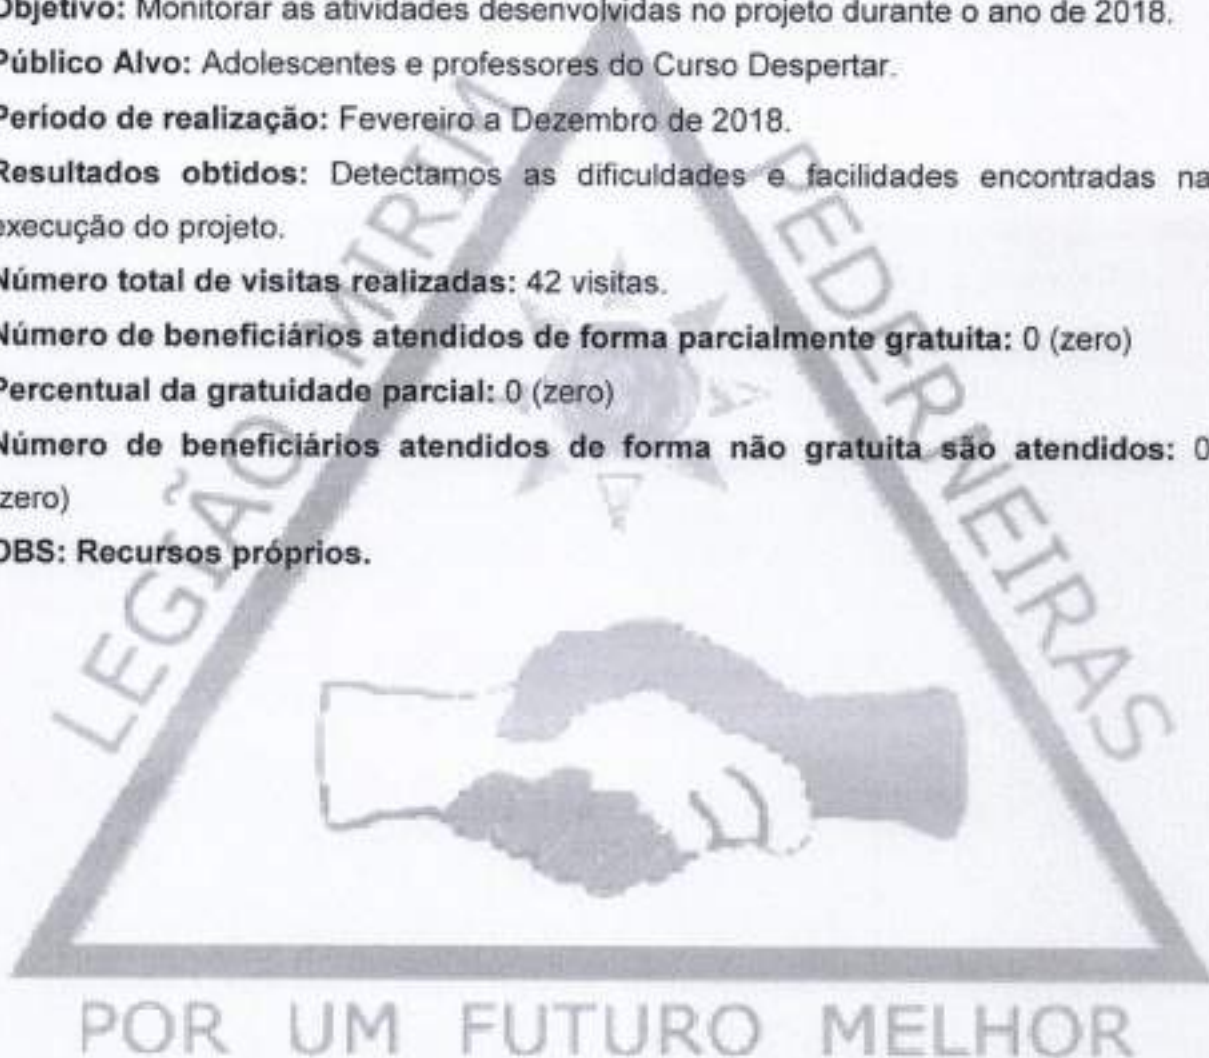 Objetivo: Monitorar as atividades desenvolvidas no projeto durante o ano de 2018.
Público Alvo: Adolescentes e professores do Curso Despertar.
Período de realização: Fevereiro a Dezembro de 2018.
Resultados obtidos: Detectamos as dificuldades e facilidades encontradas na
execução do projeto.
Número total de visitas realizadas: 42 visitas.
Número de beneficiários atendidos de forma parcialmente gratuita: 0 (zero)
Percentual da gratuidade parcial: 0 (zero)
Número de beneficiários atendidos de forma não gratuita são atendidos: 0
(zero)
OBS: Recursos próprios.
LEGIÃO MIRIM
PEDERNEIRAS
POR UM FUTURO MELHOR